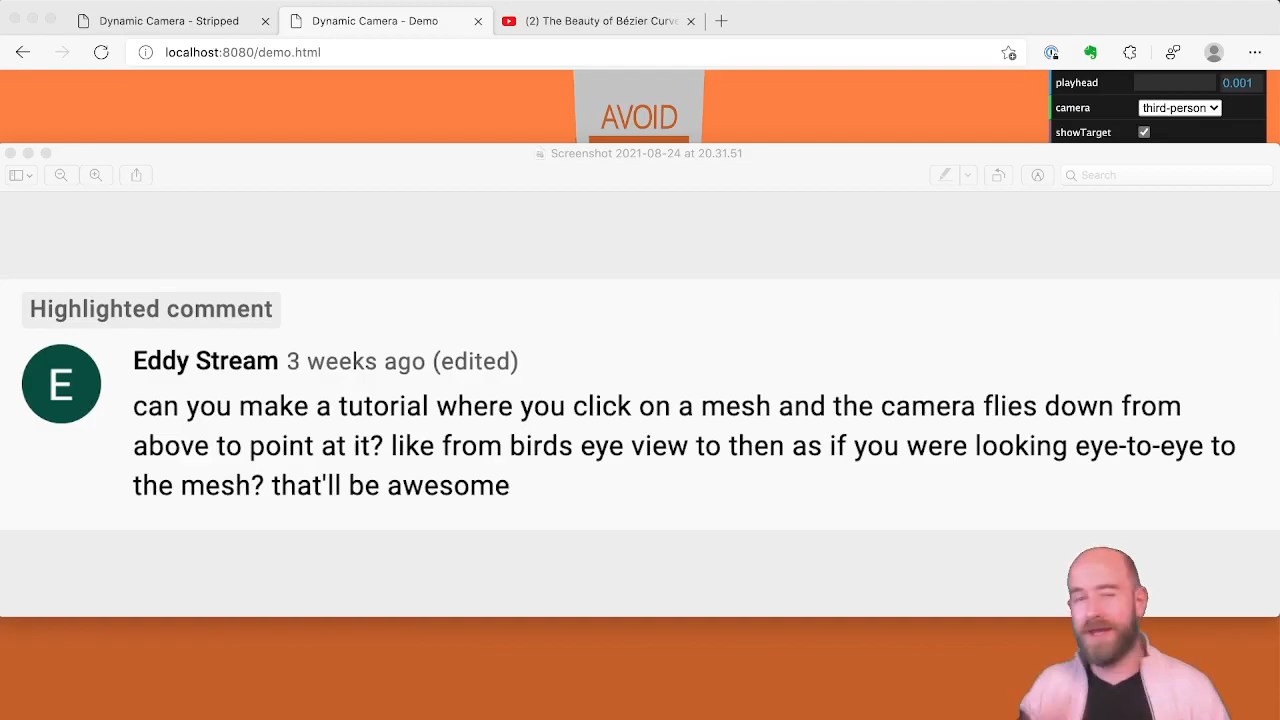 Dynamic Camera - Stripped
Dynamic Camera - Demo
(2) The Beauty of Bézier Curve
localhost:8080/demo.html
AVOID
playhead 0.001
camera third-person
showTarget
Screenshot 2021-08-24 at 20.31.51
Search
Highlighted comment
E
Eddy Stream 3 weeks ago (edited)
can you make a tutorial where you click on a mesh and the camera flies down from
above to point at it? like from birds eye view to then as if you were looking eye-to-eye to
the mesh? that'll be awesome